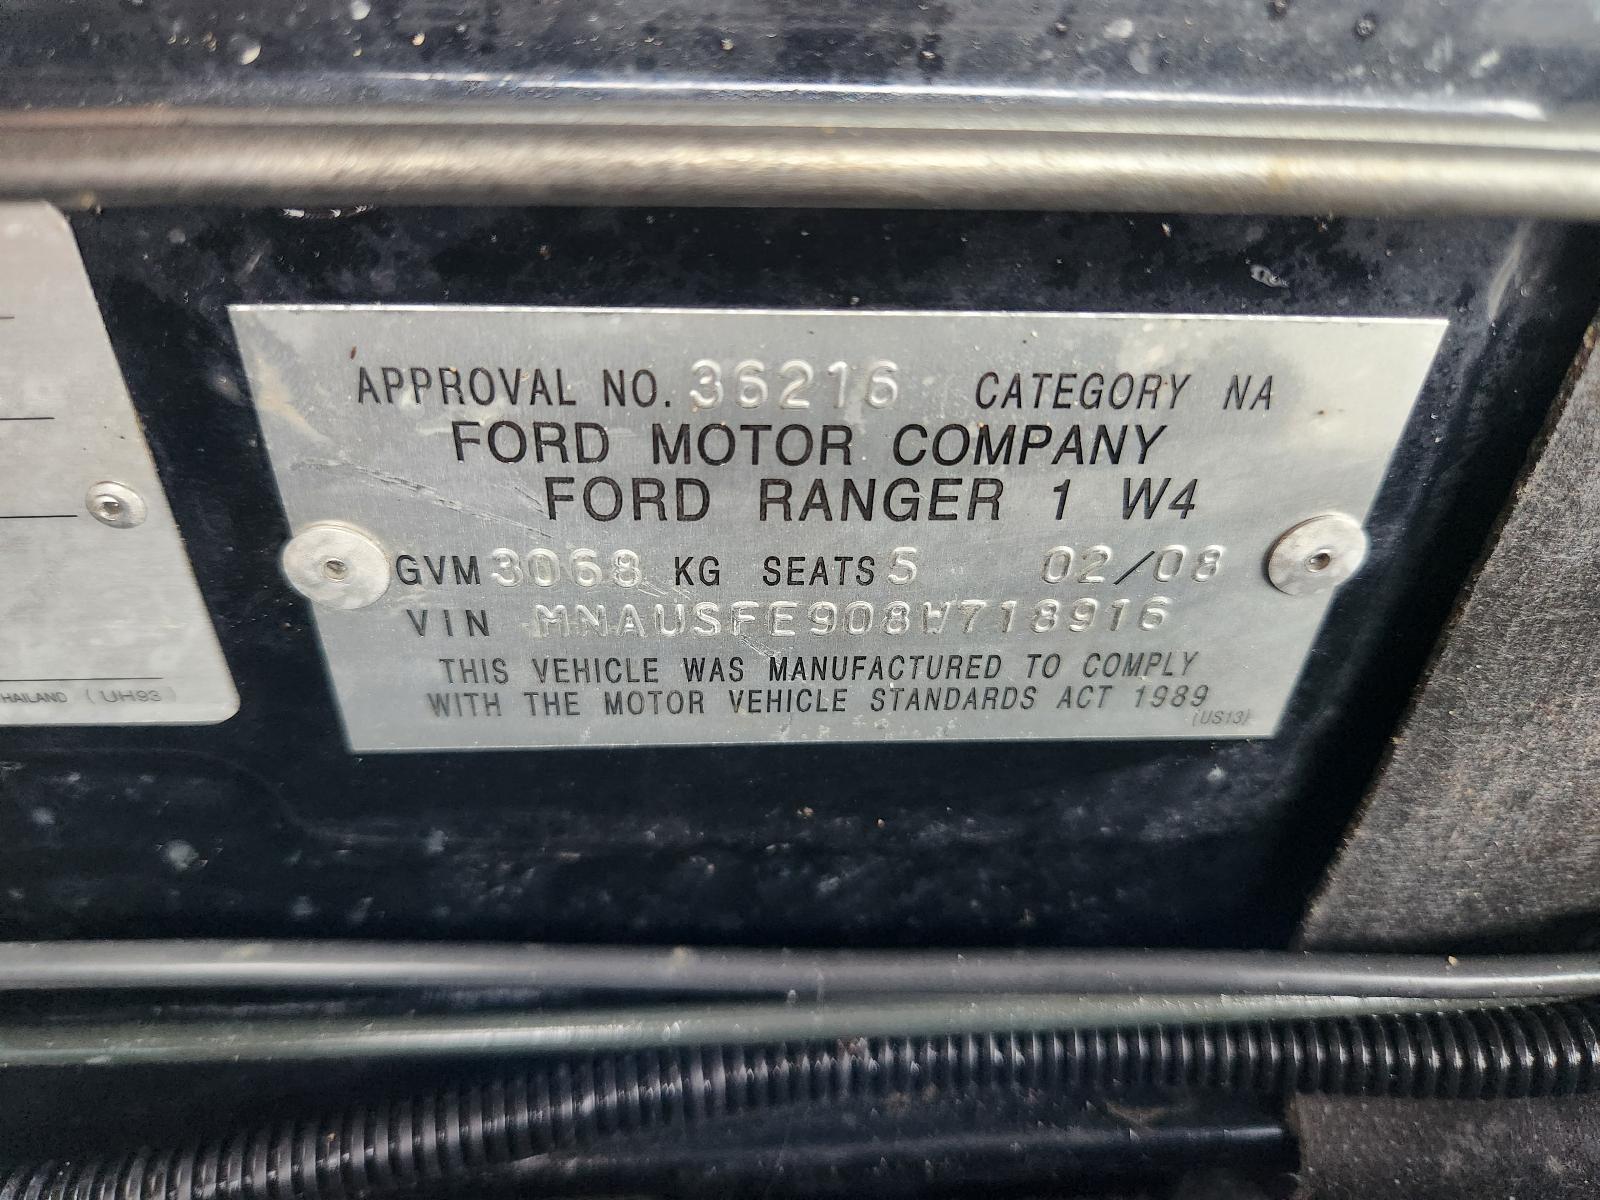 APPROVAL NO. 36216 CATEGORY NA
FORD MOTOR COMPANY
FORD RANGER 1 W4
GVM 3068 KG SEATS 5 02/08
VIN MNAUSFE908W718916
THIS VEHICLE WAS MANUFACTURED TO COMPLY
WITH THE MOTOR VEHICLE STANDARDS ACT 1989
(US13)
HAILAND (UH93)